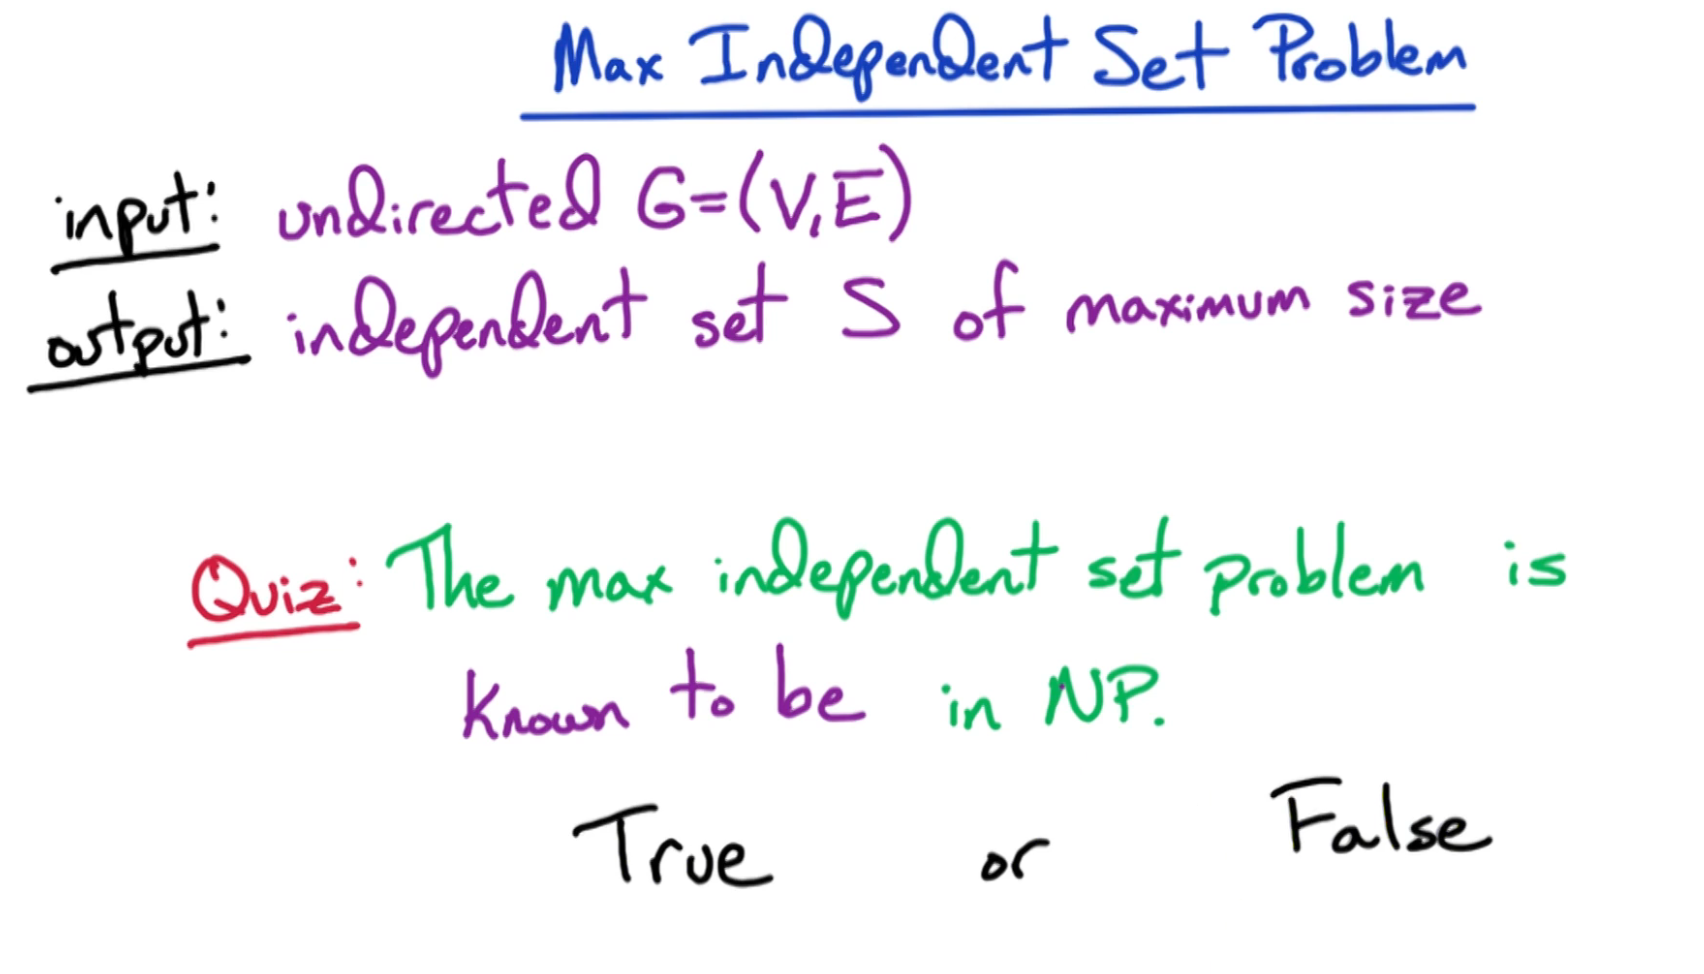 Max Independent Set Problem
input: undirected G=(V,E)
output: independent set S of maximum size
Quiz: The max independent set problem is
known to be in NP.
True or False